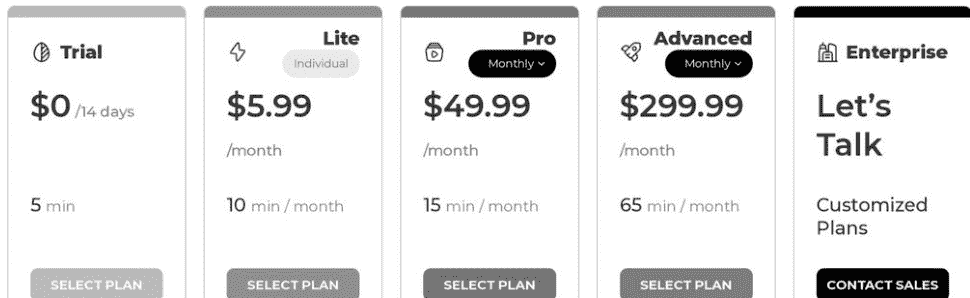 Trial
$0 /14 days
5 min
SELECT PLAN
Lite
Individual
$5.99
/month
10 min / month
SELECT PLAN
Pro
Monthly
$49.99
/month
15 min / month
SELECT PLAN
Advanced
Monthly
$299.99
/month
65 min / month
SELECT PLAN
Enterprise
Let’s
Talk
Customized
Plans
CONTACT SALES